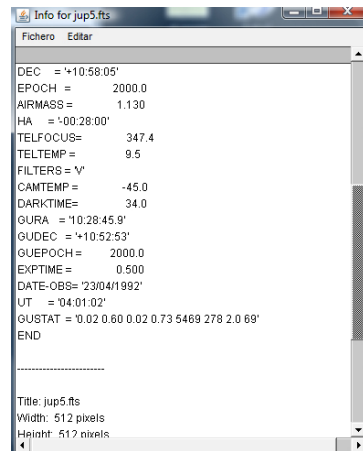 Info for jup5.fts
Fichero Editar
DEC = '+10:58:05'
EPOCH = 2000.0
AIRMASS = 1.130
HA = '-00:28:00'
TELFOCUS= 347.4
TELTEMP = 9.5
FILTERS = 'V'
CAMTEMP = -45.0
DARKTIME= 34.0
GURA = '10:28:45.9'
GUDEC = '+10:52:53'
GUEPOCH = 2000.0
EXPTIME = 0.500
DATE-OBS= '23/04/1992'
UT = '04:01:02'
GUSTAT = '0.02 0.60 0.02 0.73 5469 278 2.0 69'
END
------------------------
Title: jup5.fts
Width: 512 pixels
Height: 512 pixels